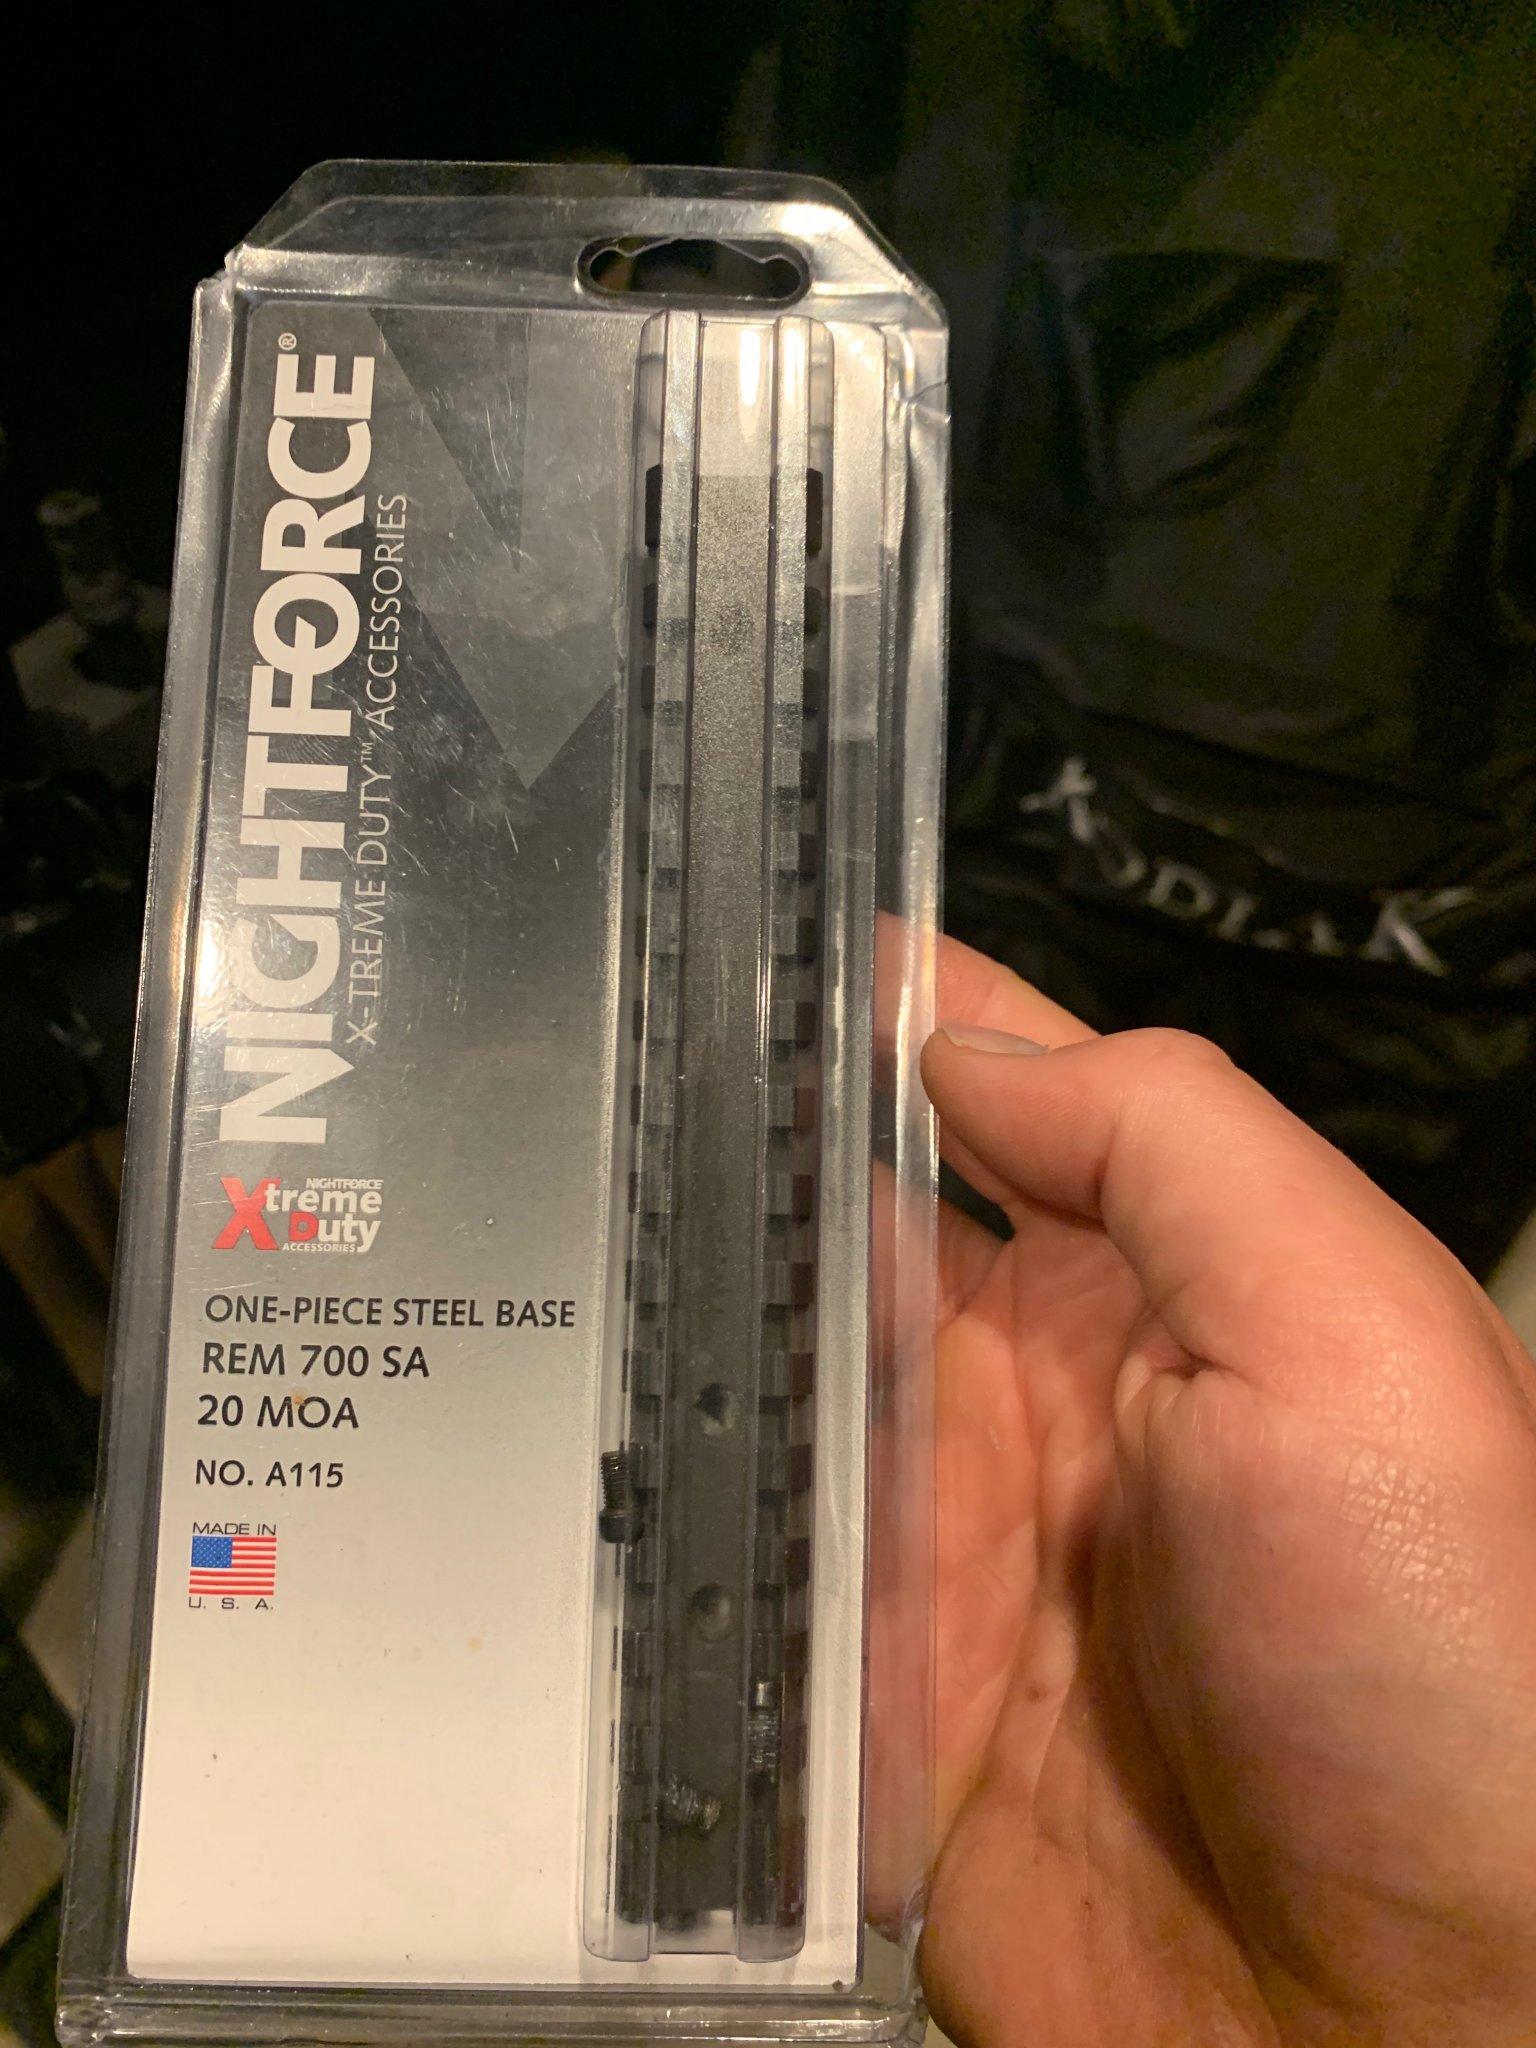 NIGHTFORCE®
X-TREME DUTY™ ACCESSORIES
NIGHTFORCE
Xtreme
Duty
ACCESSORIES
ONE-PIECE STEEL BASE
REM 700 SA
20 MOA
NO. A115
MADE IN
U. S. A.
KODIAK